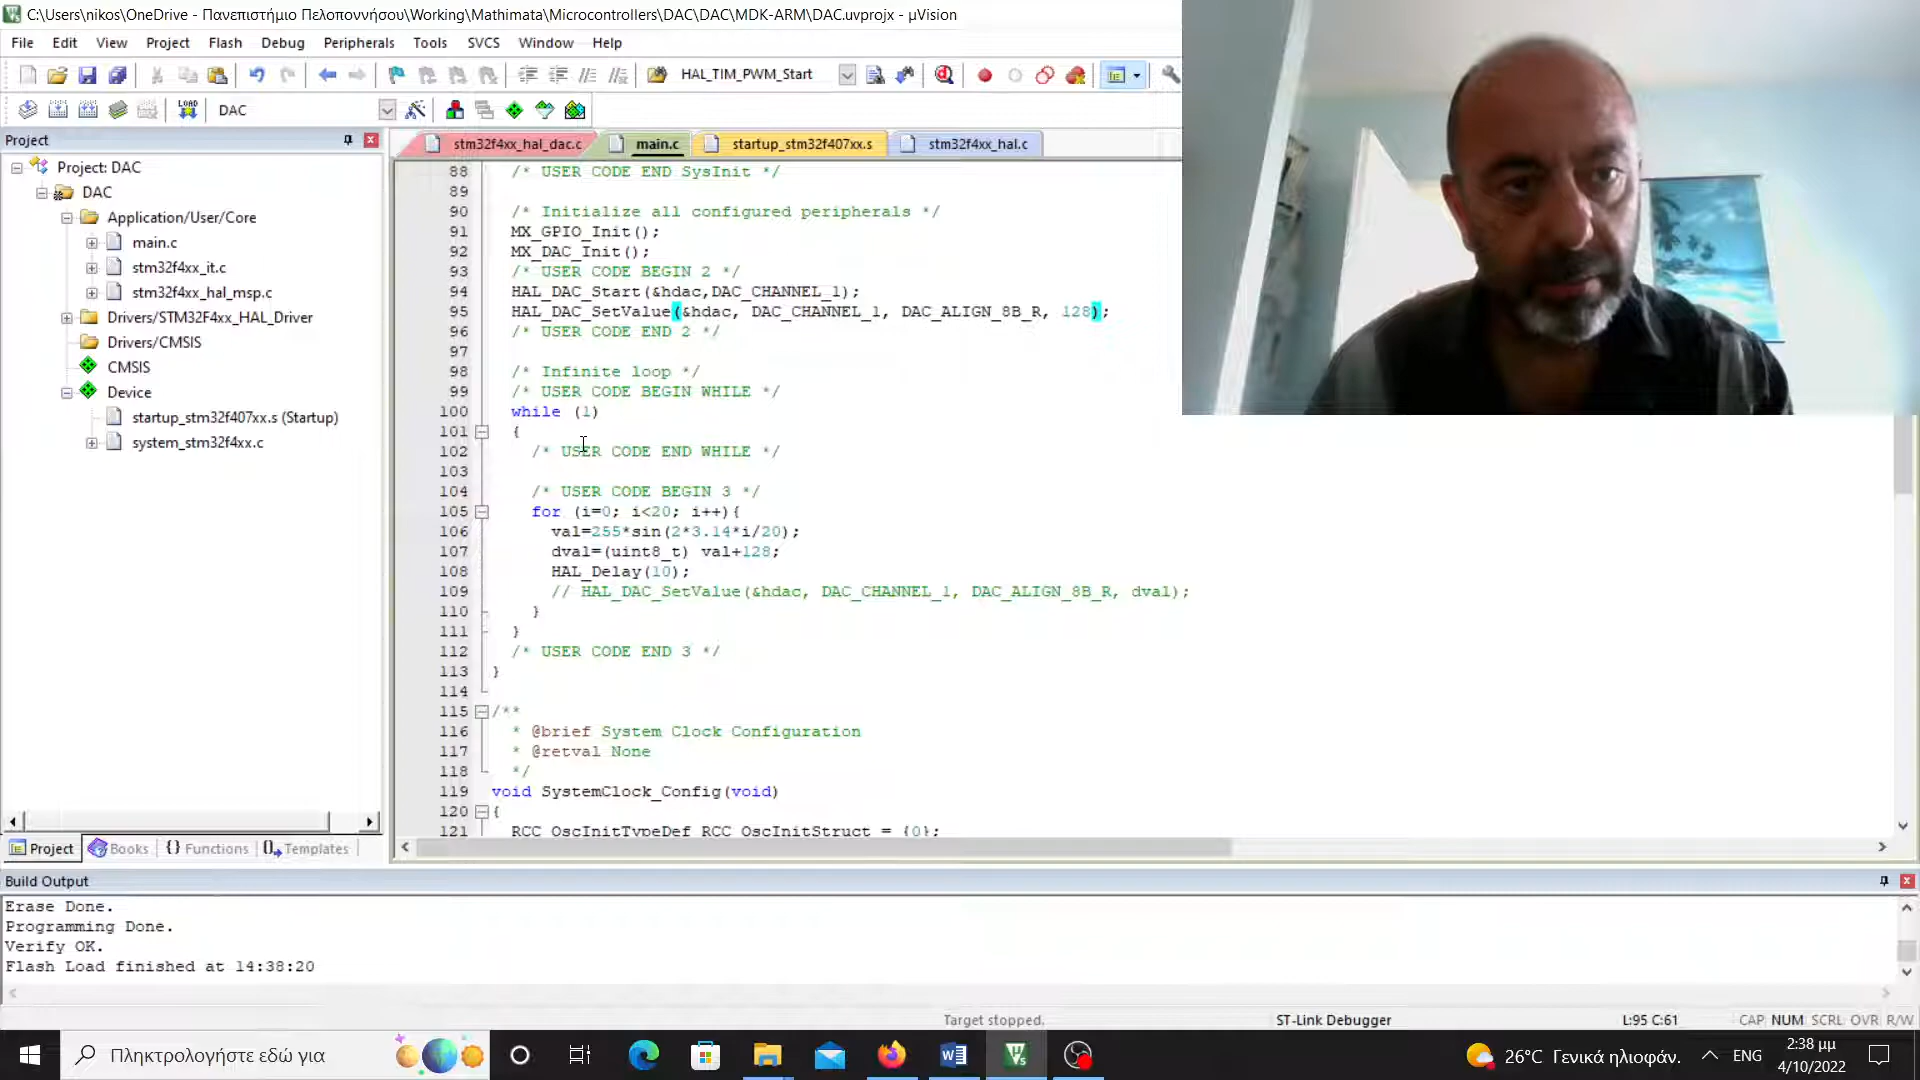 C:\Users\nikos\OneDrive - Πανεπιστήμιο Πελοποννήσου\Working\Mathimata\Microcontrollers\DAC\DAC\MDK-ARM\DAC.uvprojx - µVision
File Edit View Project Flash Debug Peripherals Tools SVCS Window Help
HAL_TIM_PWM_Start
LOAD DAC
Project
stm32f4xx_hal_dac.c main.c startup_stm32f407xx.s stm32f4xx_hal.c
Project: DAC
DAC
Application/User/Core
main.c
stm32f4xx_it.c
stm32f4xx_hal_msp.c
Drivers/STM32F4xx_HAL_Driver
Drivers/CMSIS
CMSIS
Device
startup_stm32f407xx.s (Startup)
system_stm32f4xx.c
Project Books {} Functions Templates
88 /* USER CODE END SysInit */
89
90 /* Initialize all configured peripherals */
91 MX_GPIO_Init();
92 MX_DAC_Init();
93 /* USER CODE BEGIN 2 */
94 HAL_DAC_Start(&hdac,DAC_CHANNEL_1);
95 HAL_DAC_SetValue(&hdac, DAC_CHANNEL_1, DAC_ALIGN_8B_R, 128);
96 /* USER CODE END 2 */
97
98 /* Infinite loop */
99 /* USER CODE BEGIN WHILE */
100 while (1)
101 {
102 /* USER CODE END WHILE */
103
104 /* USER CODE BEGIN 3 */
105 for (i=0; i<20; i++){
106 val=255*sin(2*3.14*i/20);
107 dval=(uint8_t) val+128;
108 HAL_Delay(10);
109 // HAL_DAC_SetValue(&hdac, DAC_CHANNEL_1, DAC_ALIGN_8B_R, dval);
110 }
111 }
112 /* USER CODE END 3 */
113 }
114
115 /**
116 * @brief System Clock Configuration
117 * @retval None
118 */
119 void SystemClock_Config(void)
120 {
121 RCC_OscInitTypeDef RCC_OscInitStruct = {0};
Build Output
Erase Done.
Programming Done.
Verify OK.
Flash Load finished at 14:38:20
Target stopped. ST-Link Debugger L:95 C:61 CAP NUM SCRL OVR R/W
Πληκτρολογήστε εδώ για
26°C Γενικά ηλιοφάν. ENG
2:38 μμ
4/10/2022